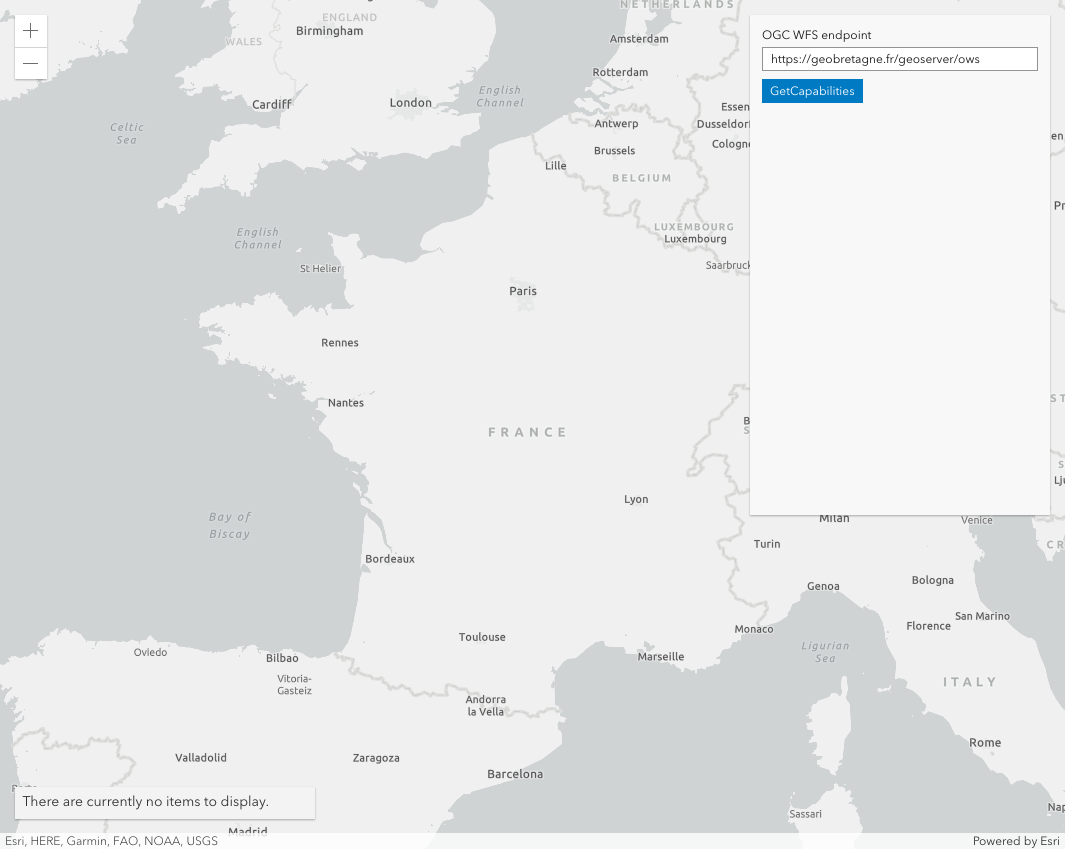 NETHERLANDS
ENGLAND
Birmingham
Amsterdam
WALES
Rotterdam
English
Channel
Cardiff
London
Essen
Antwerp
Dusseldorf
Celtic
Sea
Cologne
Brussels
Lille
BELGIUM
LUXEMBOURG
Luxembourg
English
Channel
St Helier
Saarbruck
Paris
Rennes
Nantes
FRANCE
Lyon
Bay of
Biscay
Bordeaux
Milan
Venice
Turin
Genoa
Bologna
San Marino
Florence
Monaco
Toulouse
Marseille
Ligurian
Sea
Oviedo
Bilbao
Vitoria-
Gasteiz
Andorra
la Vella
ITALY
Rome
Valladolid
Zaragoza
Barcelona
Sassari
Nap
Madrid
OGC WFS endpoint
https://geobretagne.fr/geoserver/ows
GetCapabilities
There are currently no items to display.
Esri, HERE, Garmin, FAO, NOAA, USGS
Powered by Esri